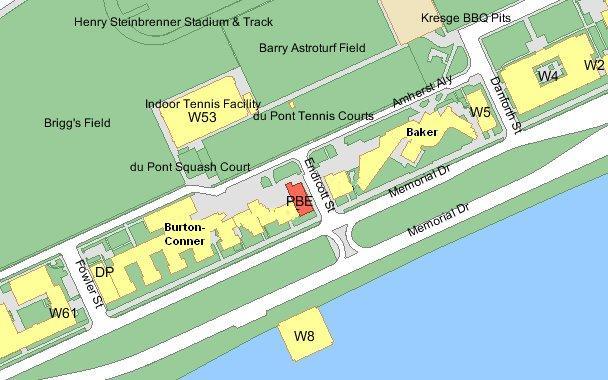 Henry Steinbrenner Stadium & Track
Kresge BBQ Pits
Barry Astroturf Field
W4
W2
Amherst Aly
Danforth St
Indoor Tennis Facility
W53
du Pont Tennis Courts
W5
Brigg's Field
Baker
du Pont Squash Court
Endicott St
Memorial Dr
PBE
Memorial Dr
Burton-
Conner
DP
Fowler St
W61
W8